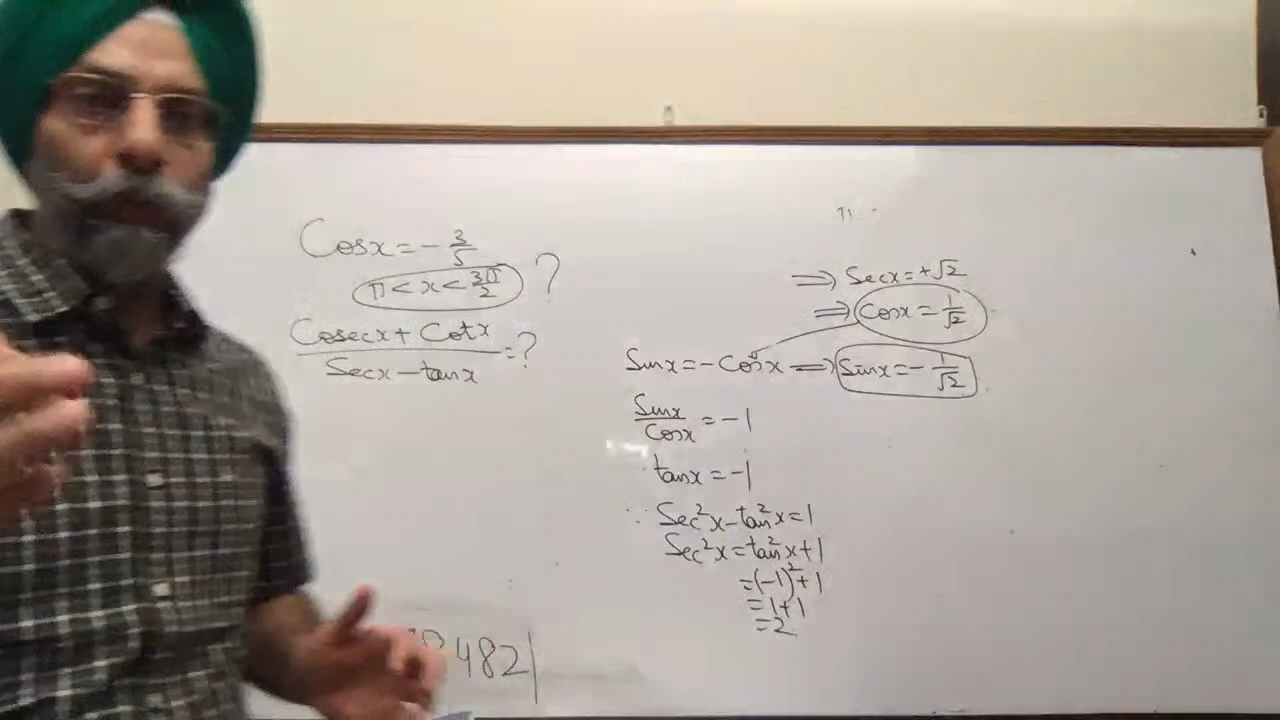 Cosx = -3/5
π < x < 3π/2 ?
(Cosecx + Cotx)/(Secx - tanx) = ?
482
π
⇒ Secx = +√2
⇒ Cosx = 1/√2
Sinx = -Cosx ⇒ Sinx = -1/√2
Sinx/Cosx = -1
tanx = -1
∵ Sec²x - tan²x = 1
Sec²x = tan²x + 1
= (-1)² + 1
= 1 + 1
= 2